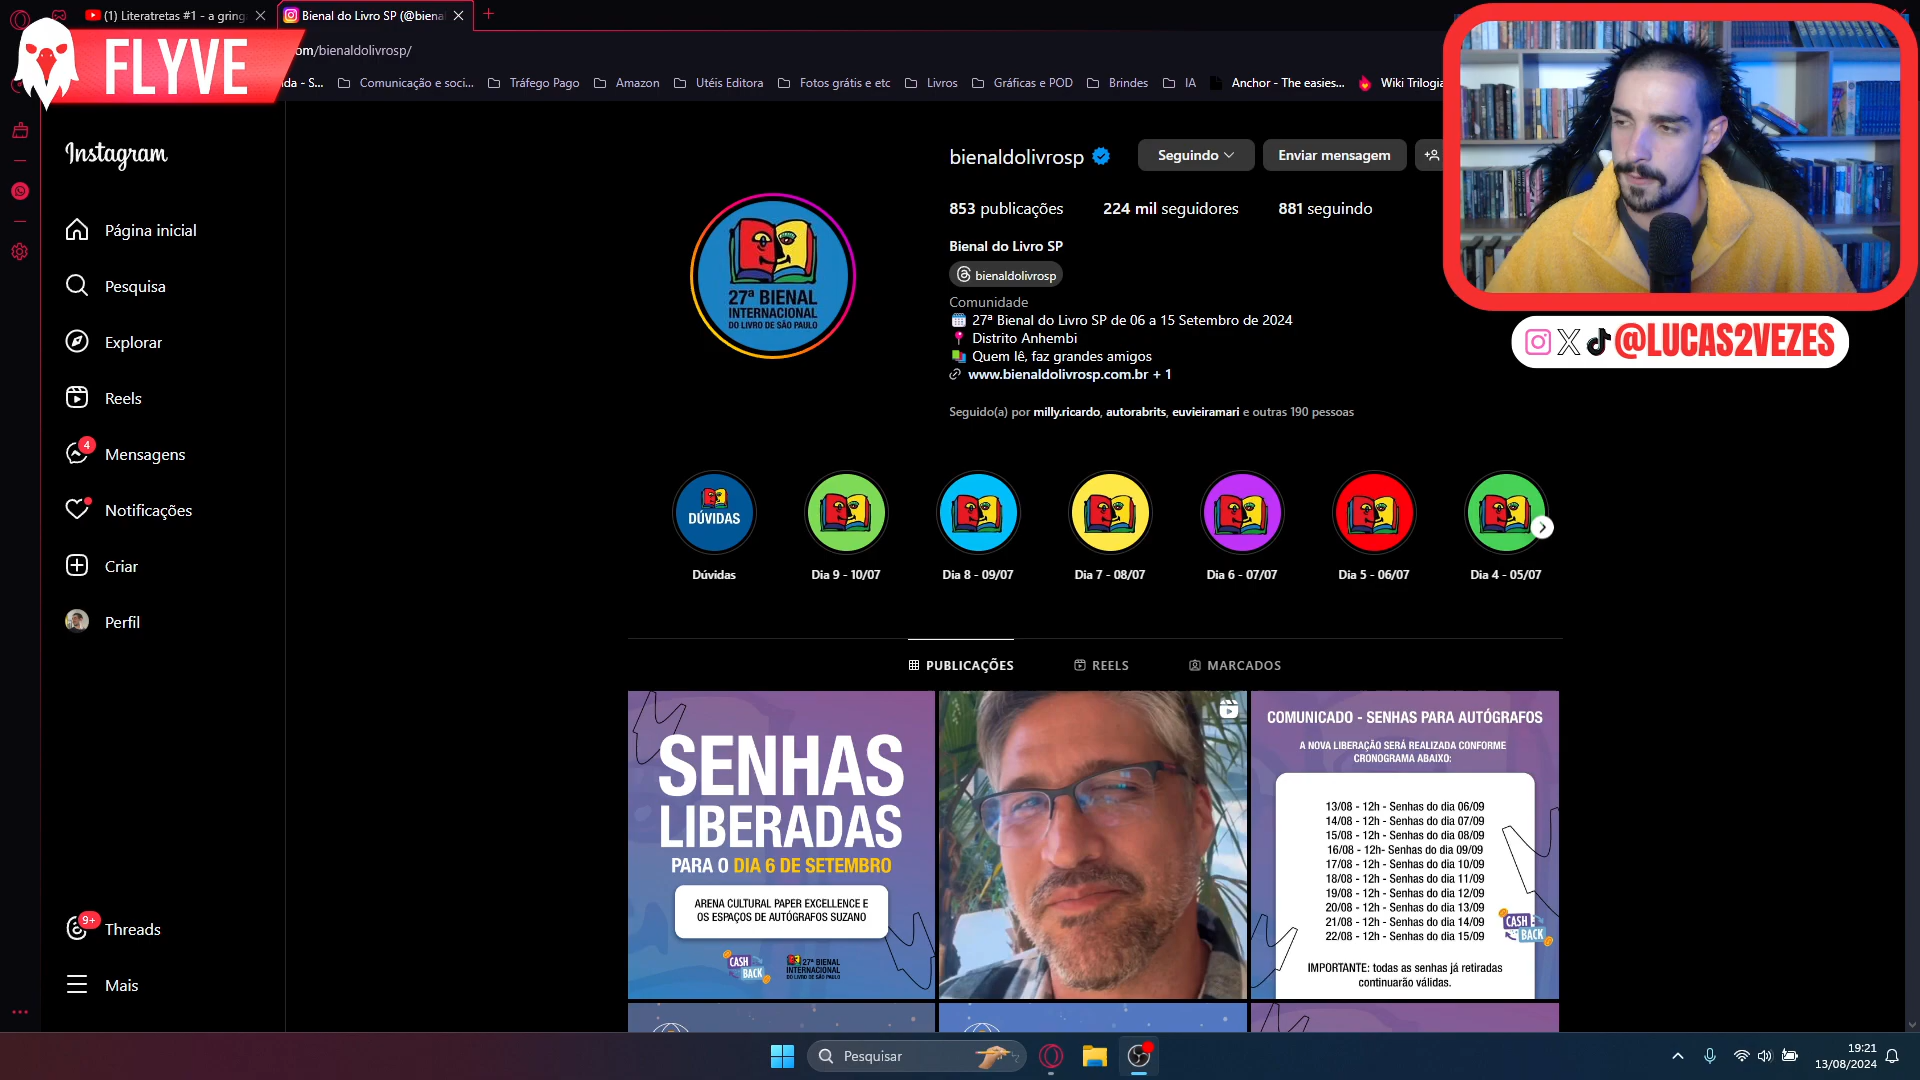 (1) Literatretas #1 - a gring
Bienal do Livro SP (@biena
FLYVE
om/bienaldolivrosp/
da - S...
Comunicação e soci...
Tráfego Pago
Amazon
Utéis Editora
Fotos grátis e etc
Livros
Gráficas e POD
Brindes
IA
Anchor - The easies...
Wiki Trilogia
Instagram
Página inicial
Pesquisa
Explorar
Reels
4
Mensagens
Notificações
Criar
Perfil
9+
Threads
Mais
bienaldolivrosp
Seguindo
Enviar mensagem
853 publicações
224 mil seguidores
881 seguindo
Bienal do Livro SP
bienaldolivrosp
Comunidade
27ª Bienal do Livro SP de 06 a 15 Setembro de 2024
Distrito Anhembi
Quem lê, faz grandes amigos
www.bienaldolivrosp.com.br + 1
Seguido(a) por milly.ricardo, autorabrits, euvieiramari e outras 190 pessoas
27ª BIENAL
INTERNACIONAL
DO LIVRO DE SÃO PAULO
@LUCAS2VEZES
DÚVIDAS
Dúvidas
Dia 9 - 10/07
Dia 8 - 09/07
Dia 7 - 08/07
Dia 6 - 07/07
Dia 5 - 06/07
Dia 4 - 05/07
PUBLICAÇÕES
REELS
MARCADOS
SENHAS
LIBERADAS
PARA O DIA 6 DE SETEMBRO
ARENA CULTURAL PAPER EXCELLENCE E
OS ESPAÇOS DE AUTÓGRAFOS SUZANO
CASH
BACK
27ª BIENAL
INTERNACIONAL
DO LIVRO DE SÃO PAULO
COMUNICADO - SENHAS PARA AUTÓGRAFOS
A NOVA LIBERAÇÃO SERÁ REALIZADA CONFORME
CRONOGRAMA ABAIXO:
13/08 - 12h - Senhas do dia 06/09
14/08 - 12h - Senhas do dia 07/09
15/08 - 12h - Senhas do dia 08/09
16/08 - 12h- Senhas do dia 09/09
17/08 - 12h - Senhas do dia 10/09
18/08 - 12h - Senhas do dia 11/09
19/08 - 12h - Senhas do dia 12/09
20/08 - 12h - Senhas do dia 13/09
21/08 - 12h - Senhas do dia 14/09
22/08 - 12h - Senhas do dia 15/09
CASH
BACK
IMPORTANTE: todas as senhas já retiradas
continuarão válidas.
Pesquisar
19:21
13/08/2024